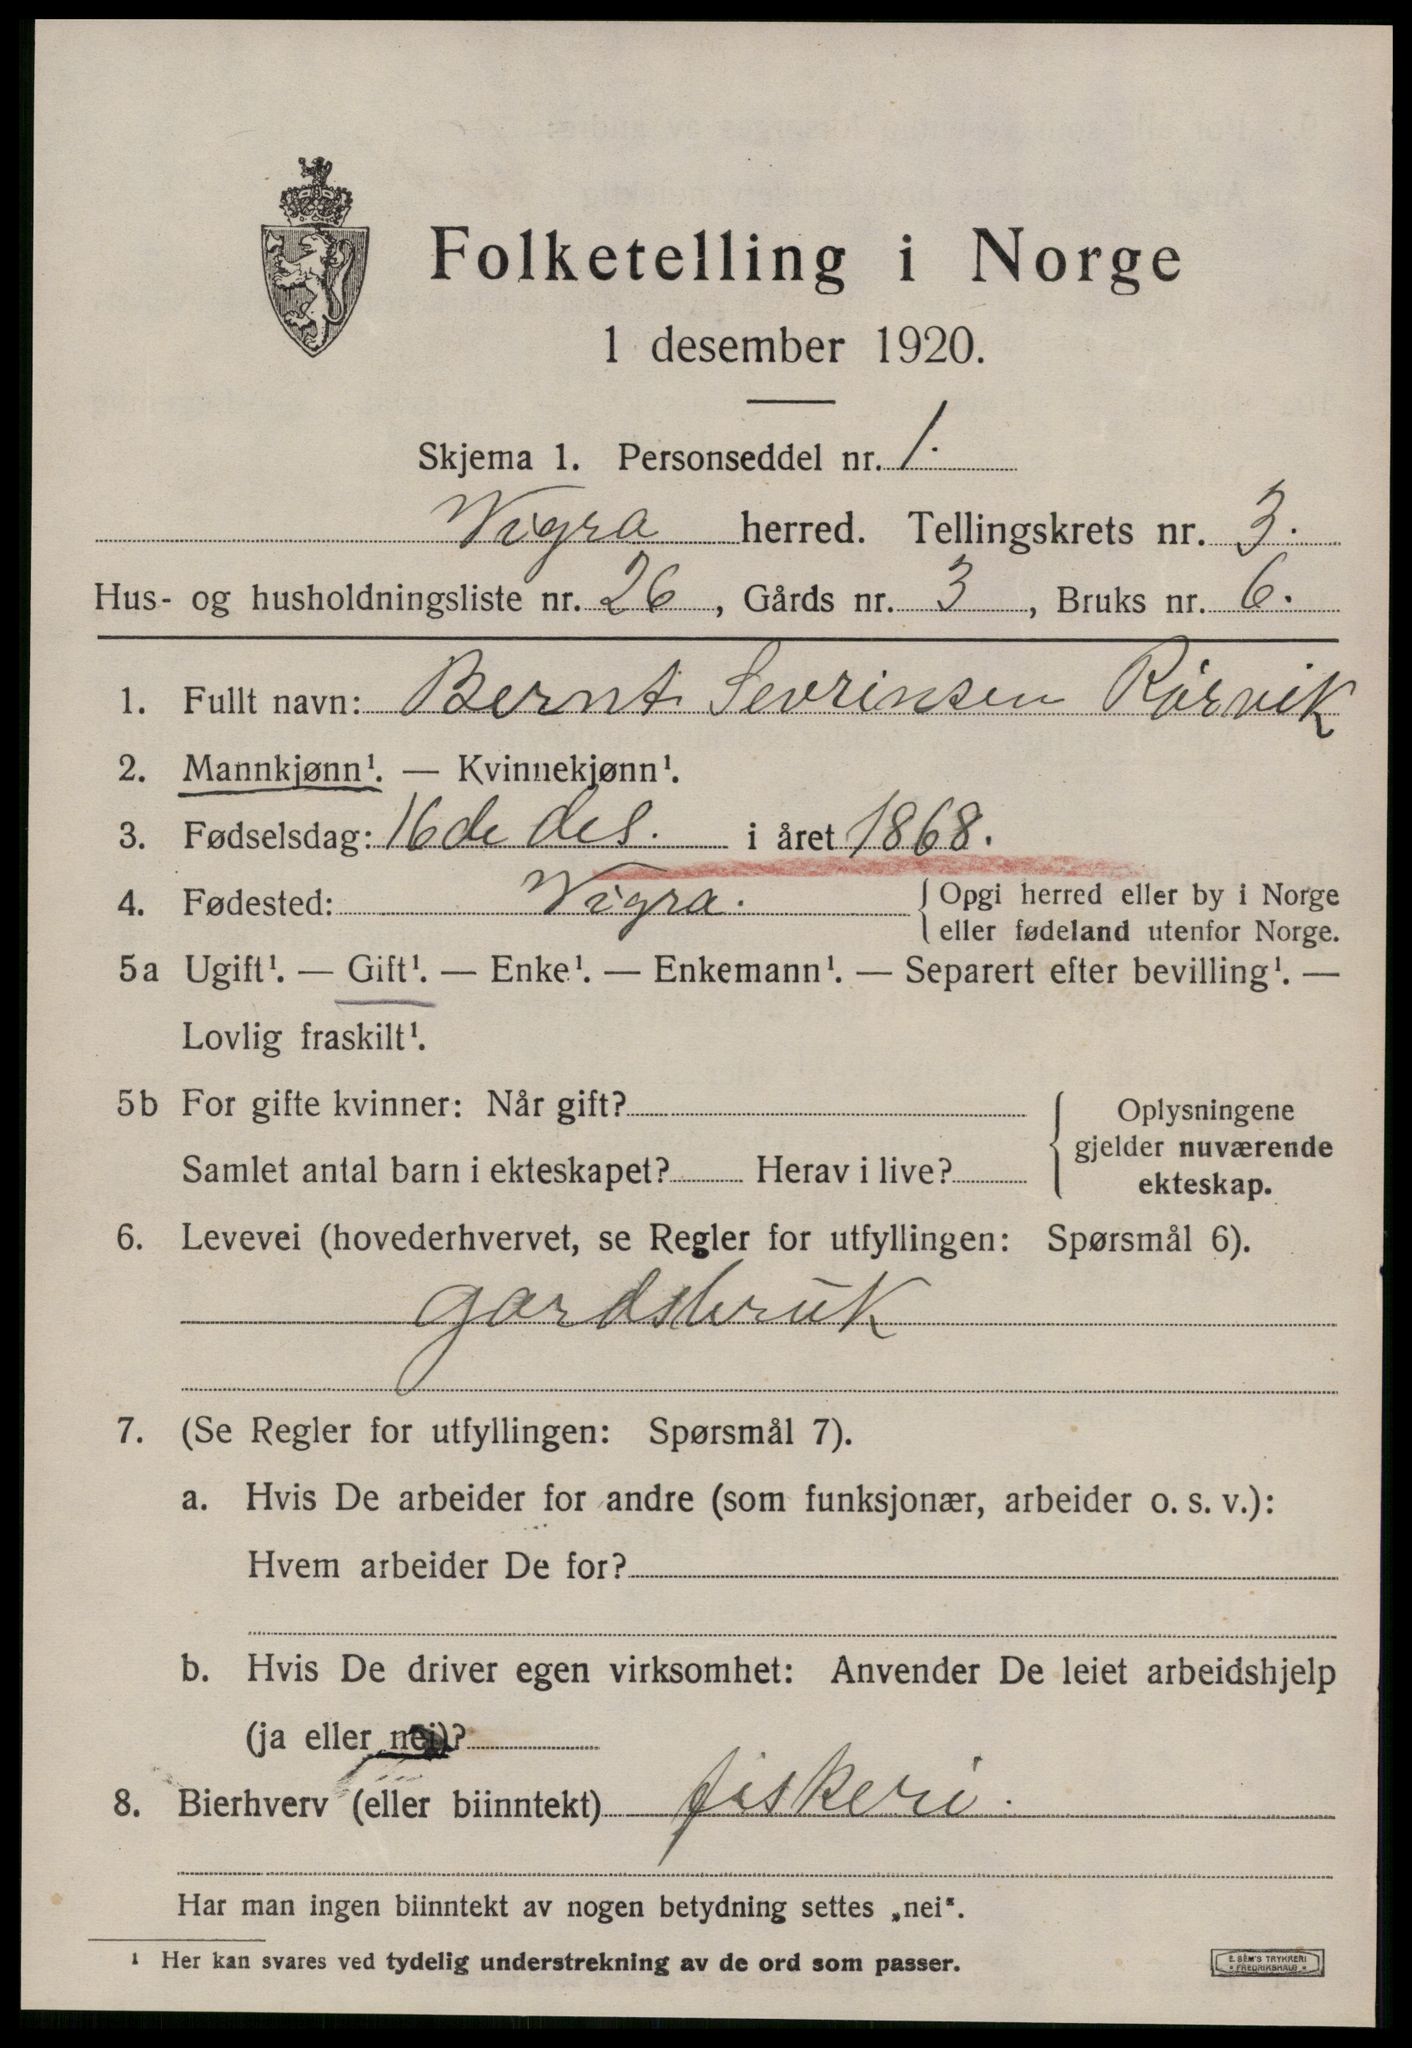 Folketelling i Norge
1 desember 1920.
Skjema 1. Personseddel nr. 1.
Vigra herred. Tellingskrets nr. 3.
Hus- og husholdningsliste nr. 26, Gårds nr. 3, Bruks nr. 6.
1. Fullt navn: Bernt Sevrinsen Rörvik
2. Mannkjønn¹. — Kvinnekjønn¹.
3. Fødselsdag: 16de des. i året 1868.
4. Fødested: Vigra. { Opgi herred eller by i Norge
eller fødeland utenfor Norge.
5a Ugift¹. — Gift¹. — Enke¹. — Enkemann¹. — Separert efter bevilling¹. —
Lovlig fraskilt¹.
5b For gifte kvinner: Når gift?
Samlet antal barn i ekteskapet? Herav i live?
Oplysningene
gjelder nuværende
ekteskap.
6. Levevei (hovederhvervet, se Regler for utfyllingen: Spørsmål 6).
gardsbruk
7. (Se Regler for utfyllingen: Spørsmål 7).
a. Hvis De arbeider for andre (som funksjonær, arbeider o. s. v.):
Hvem arbeider De for?
b. Hvis De driver egen virksomhet: Anvender De leiet arbeidshjelp
(ja eller nei)?
8. Bierhverv (eller biinntekt) fiskeri.
Har man ingen biinntekt av nogen betydning settes „nei“.
¹ Her kan svares ved tydelig understrekning av de ord som passer.
E. SEM'S TRYKKERI
* FREDRIKSHALD *